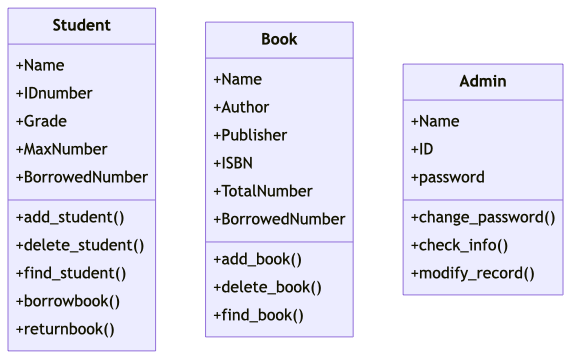 Student
+Name
+IDnumber
+Grade
+MaxNumber
+BorrowedNumber
+add_student()
+delete_student()
+find_student()
+borrowbook()
+returnbook()
Book
+Name
+Author
+Publisher
+ISBN
+TotalNumber
+BorrowedNumber
+add_book()
+delete_book()
+find_book()
Admin
+Name
+ID
+password
+change_password()
+check_info()
+modify_record()